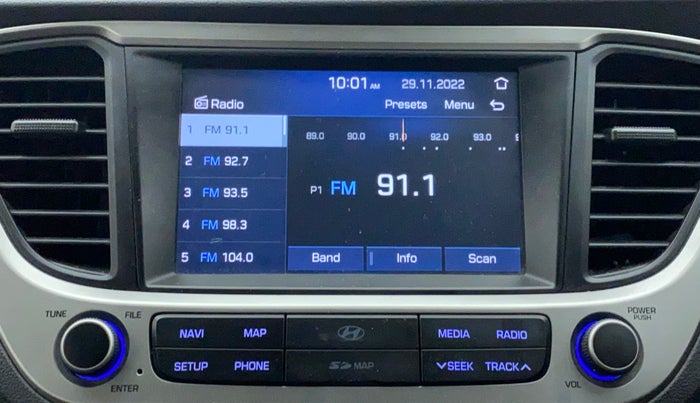 10:01 AM 29.11.2022
Radio Presets Menu
1 FM 91.1
89.0 90.0 91.0 92.0 93.0
2 FM 92.7
P1 FM 91.1
3 FM 93.5
4 FM 98.3
5 FM 104.0
Band Info Scan
TUNE FILE
POWER PUSH
NAVI MAP MEDIA RADIO
SETUP PHONE SD MAP SEEK TRACK
ENTER VOL